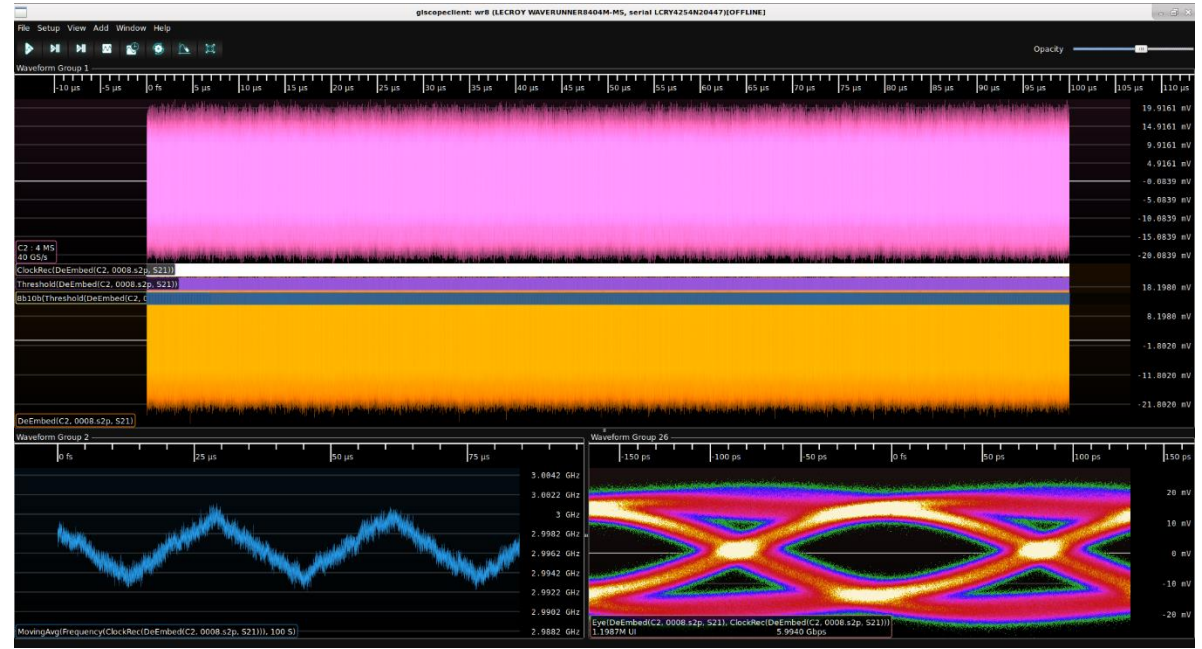 glscopeclient: wr8 (LECROY WAVERUNNER8404M-MS, serial LCRY4254N20447)[OFFLINE]
File Setup View Add Window Help
Opacity
Waveform Group 1
-10 µs -5 µs 0 fs 5 µs 10 µs 15 µs 20 µs 25 µs 30 µs 35 µs 40 µs 45 µs 50 µs 55 µs 60 µs 65 µs 70 µs 75 µs 80 µs 85 µs 90 µs 95 µs 100 µs 105 µs 110 µs
19.9161 mV
14.9161 mV
9.9161 mV
4.9161 mV
-0.0839 mV
-5.0839 mV
-10.0839 mV
-15.0839 mV
-20.0839 mV
C2 : 4 MS
40 GS/s
ClockRec(DeEmbed(C2, 0008.s2p, S21))
Threshold(DeEmbed(C2, 0008.s2p, S21))
8b10b(Threshold(DeEmbed(C2, 0
18.1980 mV
8.1980 mV
-1.8020 mV
-11.8020 mV
-21.8020 mV
DeEmbed(C2, 0008.s2p, S21)
Waveform Group 2
0 fs 25 µs 50 µs 75 µs
3.0042 GHz
3.0022 GHz
3 GHz
2.9982 GHz
2.9962 GHz
2.9942 GHz
2.9922 GHz
2.9902 GHz
2.9882 GHz
MovingAvg(Frequency(ClockRec(DeEmbed(C2, 0008.s2p, S21))), 100 S)
Waveform Group 26
-150 ps -100 ps -50 ps 0 fs 50 ps 100 ps 150 ps
20 mV
10 mV
0 mV
-10 mV
-20 mV
Eye(DeEmbed(C2, 0008.s2p, S21), ClockRec(DeEmbed(C2, 0008.s2p, S21)))
1.1987M UI 5.9940 Gbps